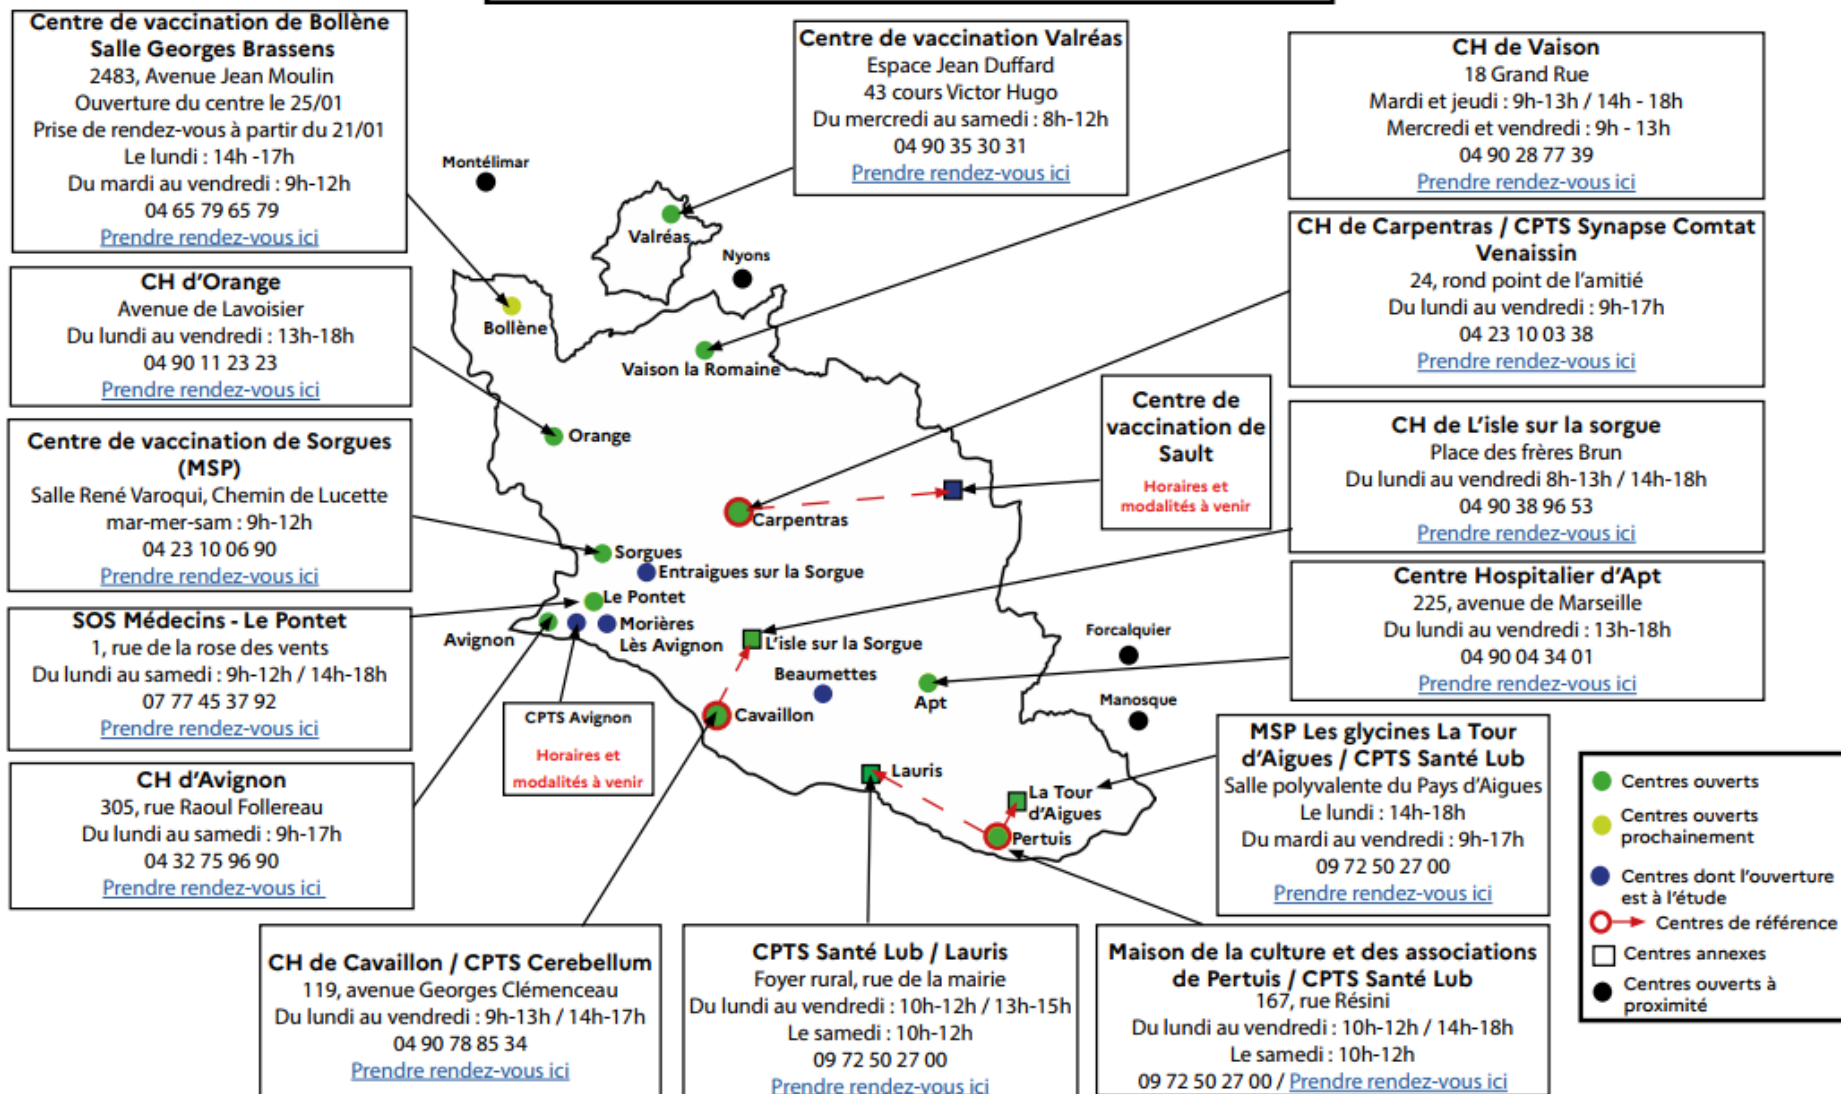 Centre de vaccination de Bollène
Salle Georges Brassens
2483, Avenue Jean Moulin
Ouverture du centre le 25/01
Prise de rendez-vous à partir du 21/01
Le lundi : 14h -17h
Du mardi au vendredi : 9h-12h
04 65 79 65 79
Prendre rendez-vous ici
CH d'Orange
Avenue de Lavoisier
Du lundi au vendredi : 13h-18h
04 90 11 23 23
Prendre rendez-vous ici
Centre de vaccination de Sorgues
(MSP)
Salle René Varoqui, Chemin de Lucette
mar-mer-sam : 9h-12h
04 23 10 06 90
Prendre rendez-vous ici
SOS Médecins - Le Pontet
1, rue de la rose des vents
Du lundi au samedi : 9h-12h / 14h-18h
07 77 45 37 92
Prendre rendez-vous ici
CH d'Avignon
305, rue Raoul Follereau
Du lundi au samedi : 9h-17h
04 32 75 96 90
Prendre rendez-vous ici
Centre de vaccination Valréas
Espace Jean Duffard
43 cours Victor Hugo
Du mercredi au samedi : 8h-12h
04 90 35 30 31
Prendre rendez-vous ici
CH de Vaison
18 Grand Rue
Mardi et jeudi : 9h-13h / 14h - 18h
Mercredi et vendredi : 9h - 13h
04 90 28 77 39
Prendre rendez-vous ici
CH de Carpentras / CPTS Synapse Comtat
Venaissin
24, rond point de l'amitié
Du lundi au vendredi : 9h-17h
04 23 10 03 38
Prendre rendez-vous ici
Centre de
vaccination de
Sault
Horaires et
modalités à venir
CH de L'isle sur la sorgue
Place des frères Brun
Du lundi au vendredi 8h-13h / 14h-18h
04 90 38 96 53
Prendre rendez-vous ici
Centre Hospitalier d'Apt
225, avenue de Marseille
Du lundi au vendredi : 13h-18h
04 90 04 34 01
Prendre rendez-vous ici
MSP Les glycines La Tour
d'Aigues / CPTS Santé Lub
Salle polyvalente du Pays d'Aigues
Le lundi : 14h-18h
Du mardi au vendredi : 9h-17h
09 72 50 27 00
Prendre rendez-vous ici
Montélimar
Valréas
Nyons
Bollène
Vaison la Romaine
Orange
Carpentras
Sorgues
Entraigues sur la Sorgue
Le Pontet
Avignon
Morières
Lès Avignon
L'isle sur la Sorgue
Beaumettes
Cavaillon
Apt
Forcalquier
Manosque
Lauris
La Tour
d'Aigues
Pertuis
CPTS Avignon
Horaires et
modalités à venir
CH de Cavaillon / CPTS Cerebellum
119, avenue Georges Clémenceau
Du lundi au vendredi : 9h-13h / 14h-17h
04 90 78 85 34
Prendre rendez-vous ici
CPTS Santé Lub / Lauris
Foyer rural, rue de la mairie
Du lundi au vendredi : 10h-12h / 13h-15h
Le samedi : 10h-12h
09 72 50 27 00
Prendre rendez-vous ici
Maison de la culture et des associations
de Pertuis / CPTS Santé Lub
167, rue Résini
Du lundi au vendredi : 10h-12h / 14h-18h
Le samedi : 10h-12h
09 72 50 27 00 / Prendre rendez-vous ici
Centres ouverts
Centres ouverts
prochainement
Centres dont l'ouverture
est à l'étude
Centres de référence
Centres annexes
Centres ouverts à
proximité